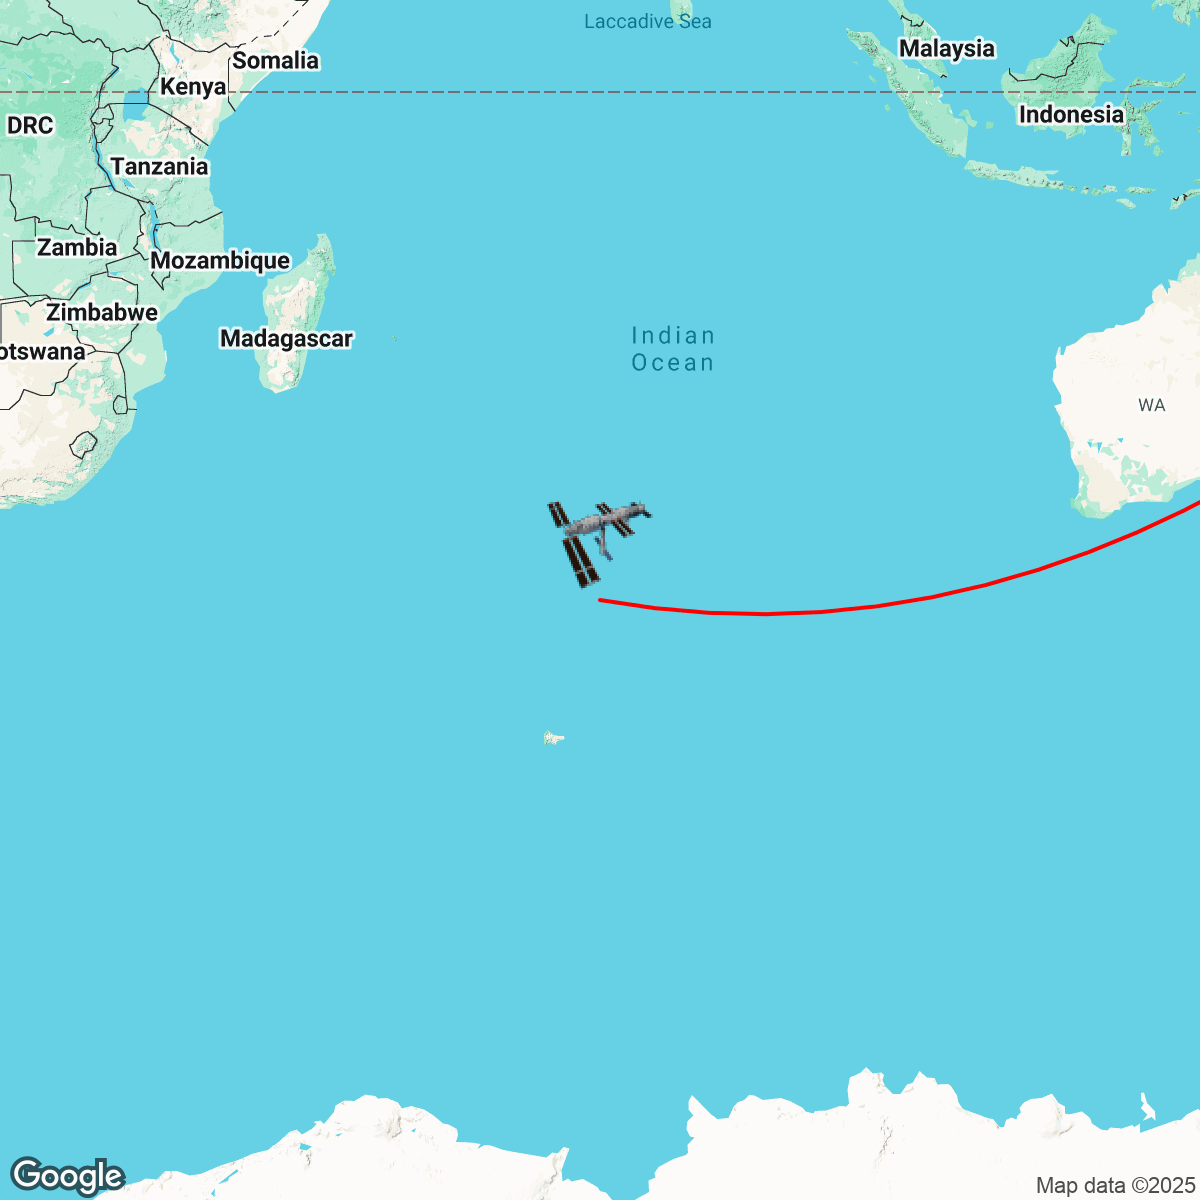 Laccadive Sea
Malaysia
Somalia
Kenya
Indonesia
DRC
Tanzania
Zambia
Mozambique
Zimbabwe
Madagascar
Indian
Ocean
otswana
WA
Google
Map data ©2025